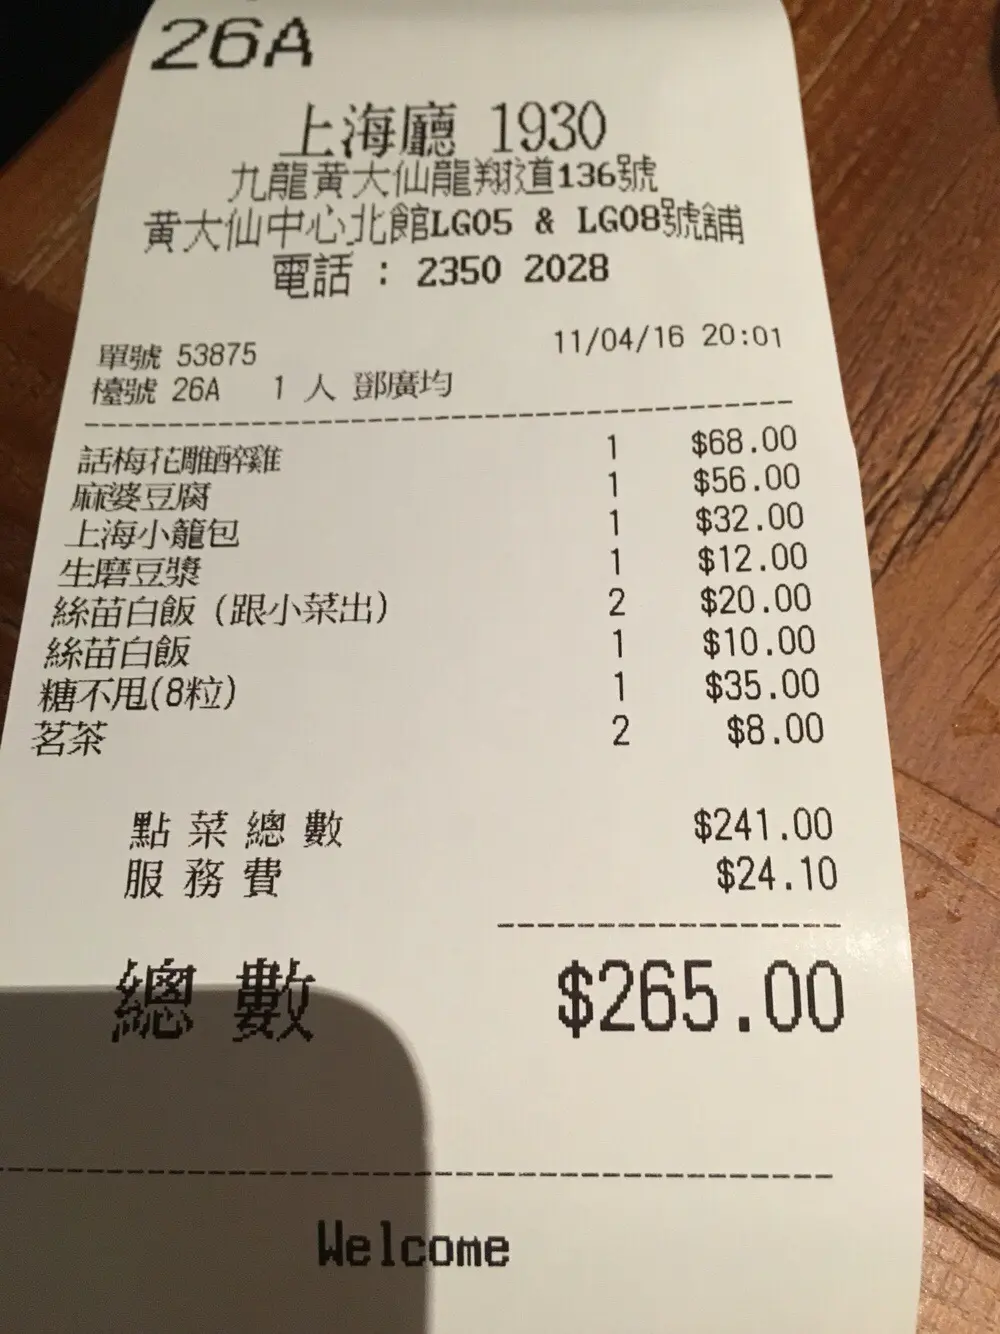 26A
上海廳 1930
九龍黃大仙龍翔道136號
黃大仙中心北館LG05 & LG08號舖
電話 : 2350 2028
單號 53875 11/04/16 20:01
檯號 26A 1 人 鄧廣均
話梅花雕醉雞 1 $68.00
麻婆豆腐 1 $56.00
上海小籠包 1 $32.00
生磨豆漿 1 $12.00
絲苗白飯 (跟小菜出) 2 $20.00
絲苗白飯 1 $10.00
糖不甩(8粒) 1 $35.00
茗茶 2 $8.00
點菜總數 $241.00
服務費 $24.10
總數 $265.00
Welcome